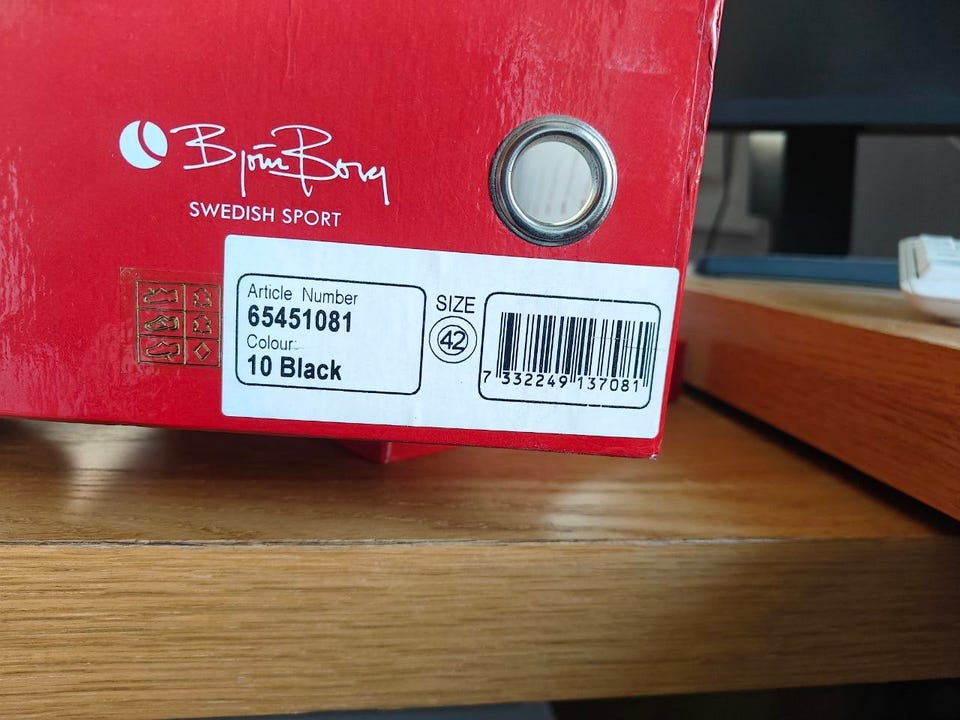 Björn Borg
SWEDISH SPORT
Article Number
65451081
Colour:
10 Black
SIZE
42
7 332249 137081